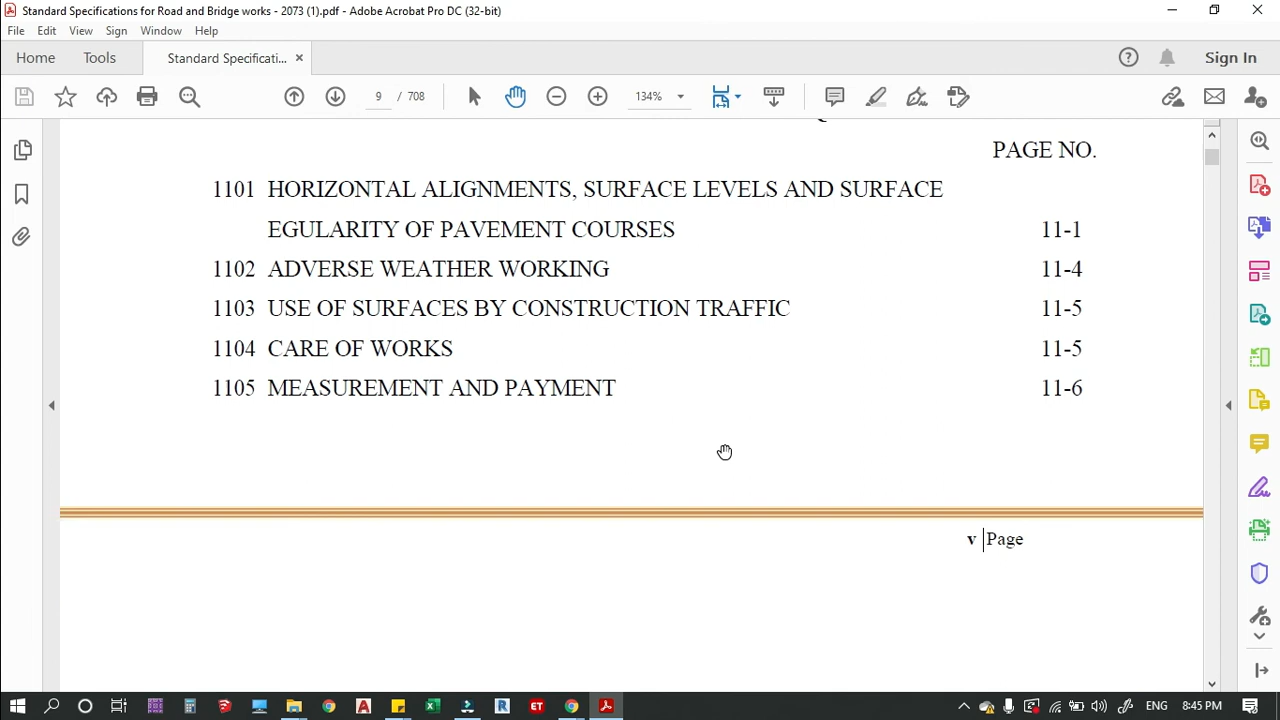 Standard Specifications for Road and Bridge works - 2073 (1).pdf - Adobe Acrobat Pro DC (32-bit)
File Edit View Sign Window Help
Home Tools Standard Specificati... Sign In
9 / 708 134%
PAGE NO.
1101 HORIZONTAL ALIGNMENTS, SURFACE LEVELS AND SURFACE
EGULARITY OF PAVEMENT COURSES 11-1
1102 ADVERSE WEATHER WORKING 11-4
1103 USE OF SURFACES BY CONSTRUCTION TRAFFIC 11-5
1104 CARE OF WORKS 11-5
1105 MEASUREMENT AND PAYMENT 11-6
v | Page
ENG 8:45 PM